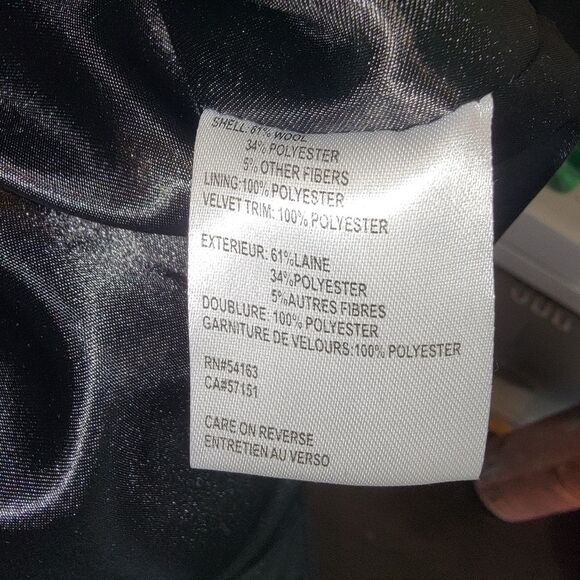 SHELL:61% WOOL
34% POLYESTER
5% OTHER FIBERS
LINING:100% POLYESTER
VELVET TRIM: 100% POLYESTER
EXTERIEUR: 61%LAINE
34%POLYESTER
5%AUTRES FIBRES
DOUBLURE: 100% POLYESTER
GARNITURE DE VELOURS:100% POLYESTER
RN#54163
CA#57151
CARE ON REVERSE
ENTRETIEN AU VERSO